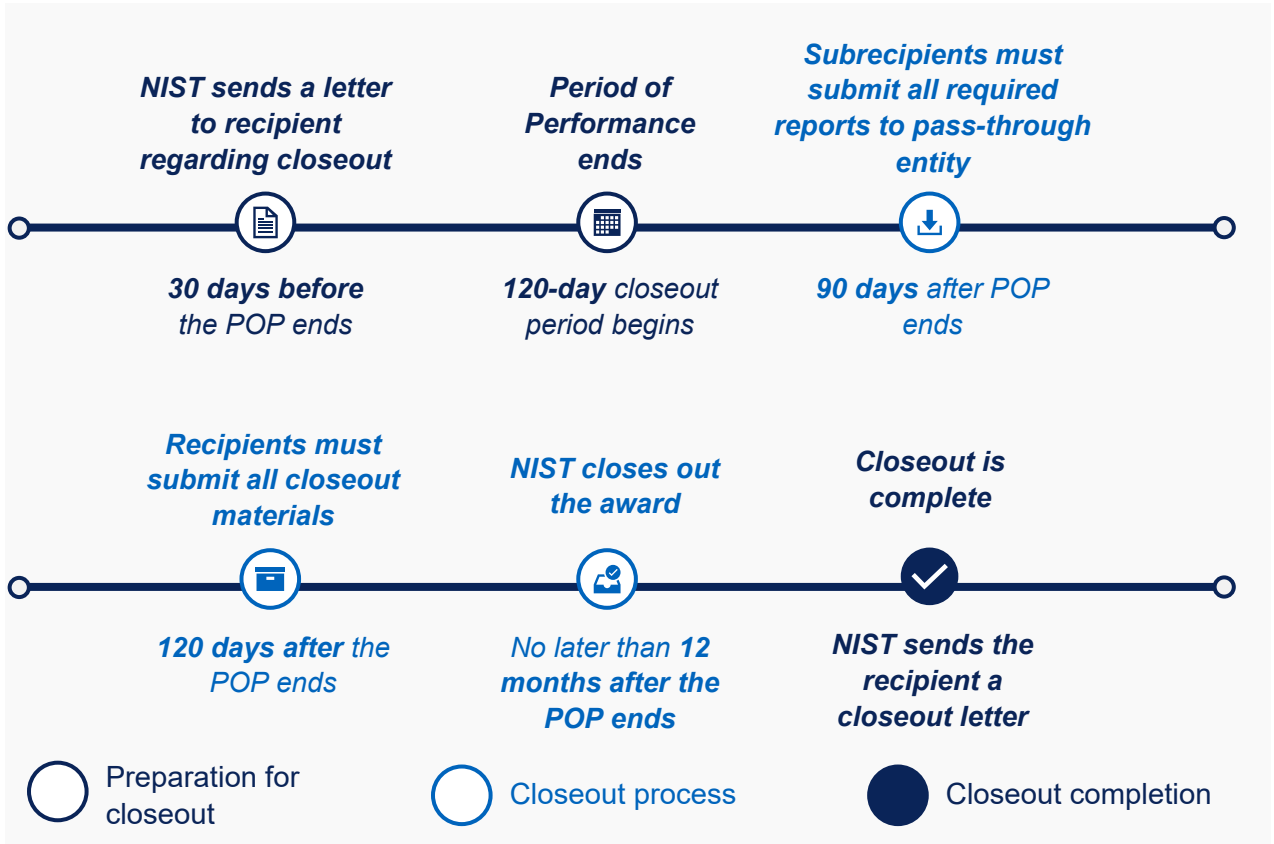 NIST sends a letter
to recipient
regarding closeout
30 days before
the POP ends
Period of
Performance
ends
120-day closeout
period begins
Subrecipients must
submit all required
reports to pass-through
entity
90 days after POP
ends
Recipients must
submit all closeout
materials
120 days after the
POP ends
NIST closes out
the award
No later than 12
months after the
POP ends
Closeout is
complete
NIST sends the
recipient a
closeout letter
Preparation for
closeout
Closeout process
Closeout completion